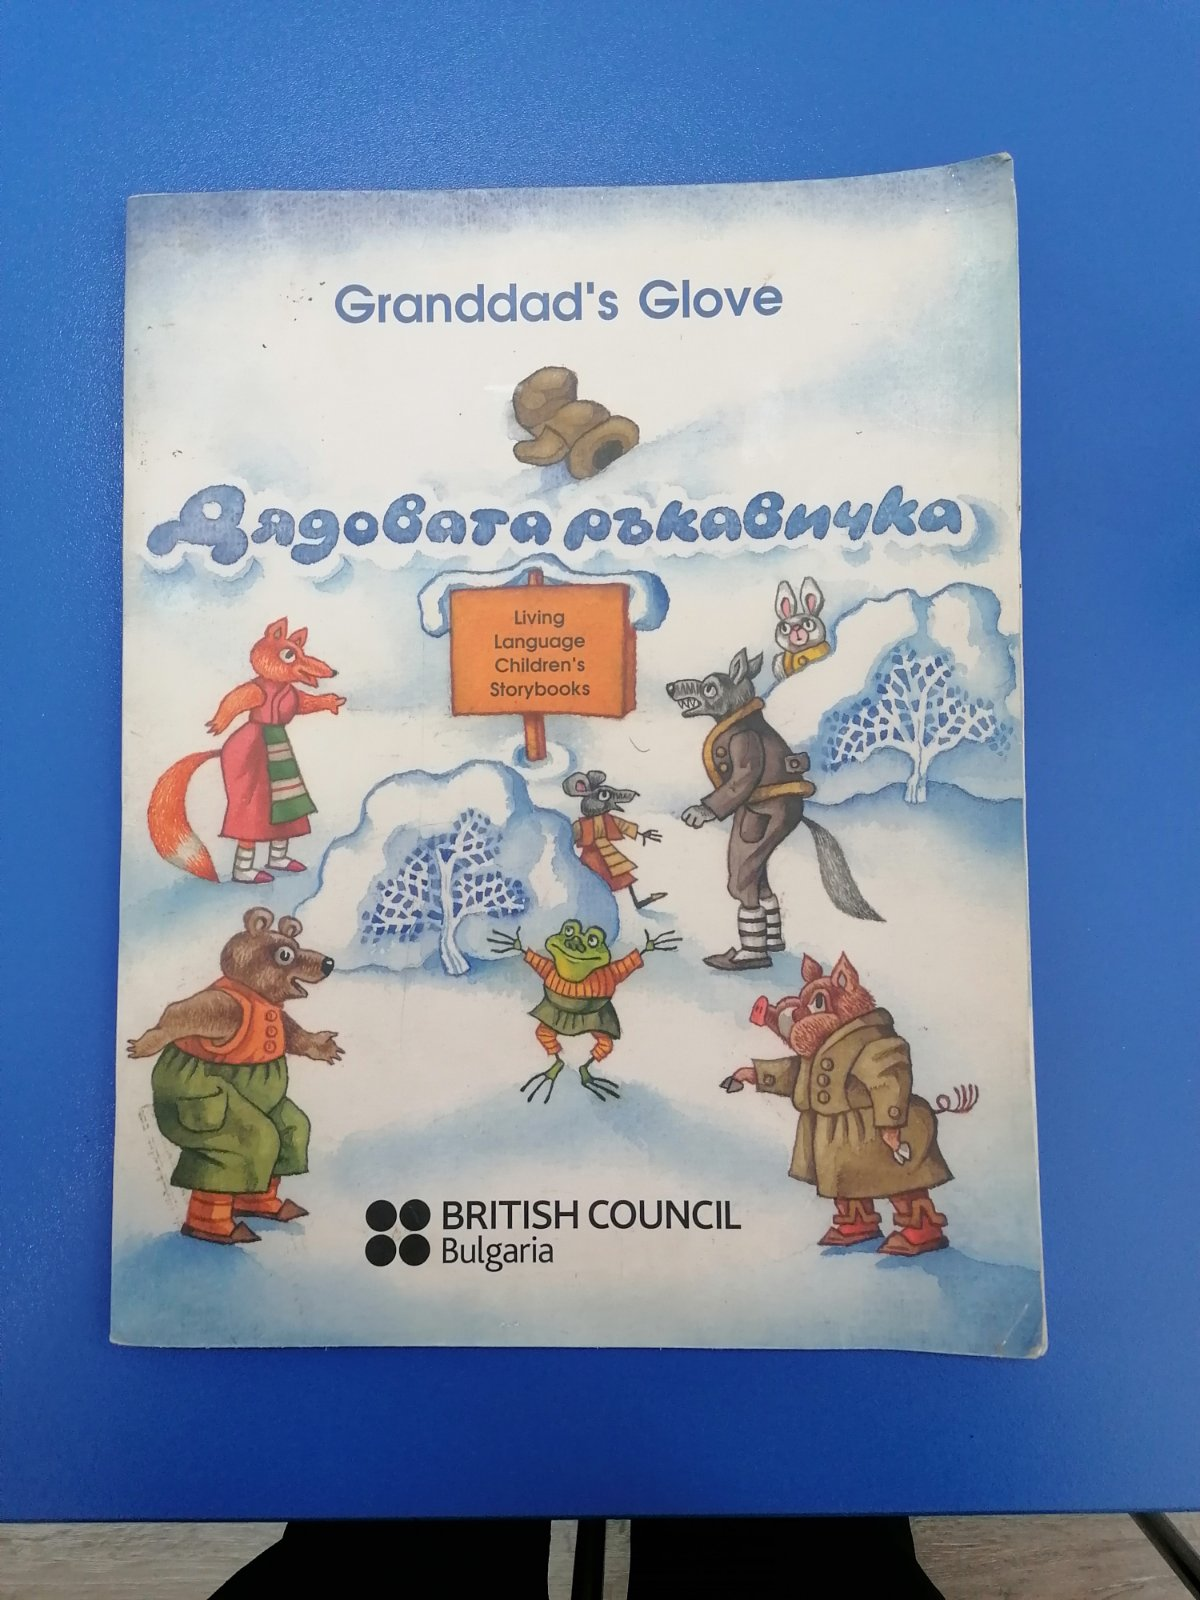 Granddad's Glove
Дядовата ръкавичка
Living
Language
Children's
Storybooks
BRITISH COUNCIL
Bulgaria